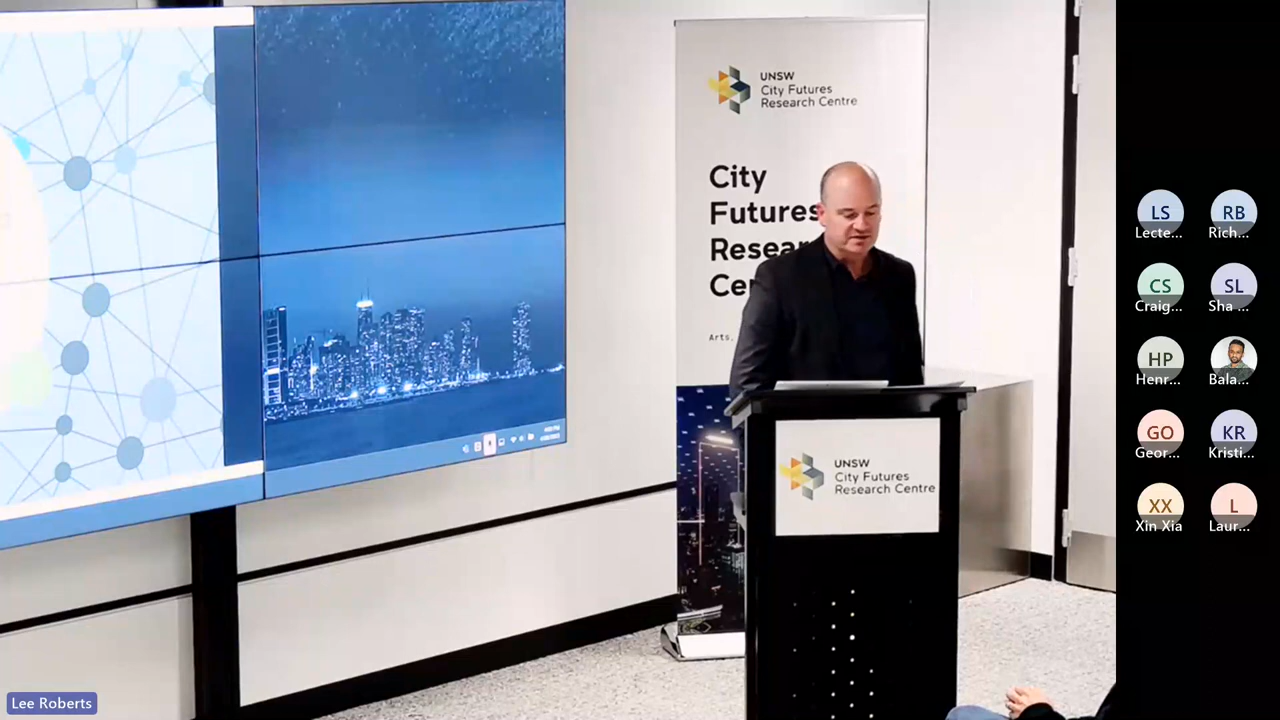 UNSW
City Futures
Research Centre
City
Futures
Resear
Ce
Arts,
UNSW
City Futures
Research Centre
LS
Lecte...
RB
Rich...
CS
Craig...
SL
Sha ...
HP
Henr...
Bala...
GO
Geor...
KR
Kristi...
XX
Xin Xia
L
Laur...
Lee Roberts